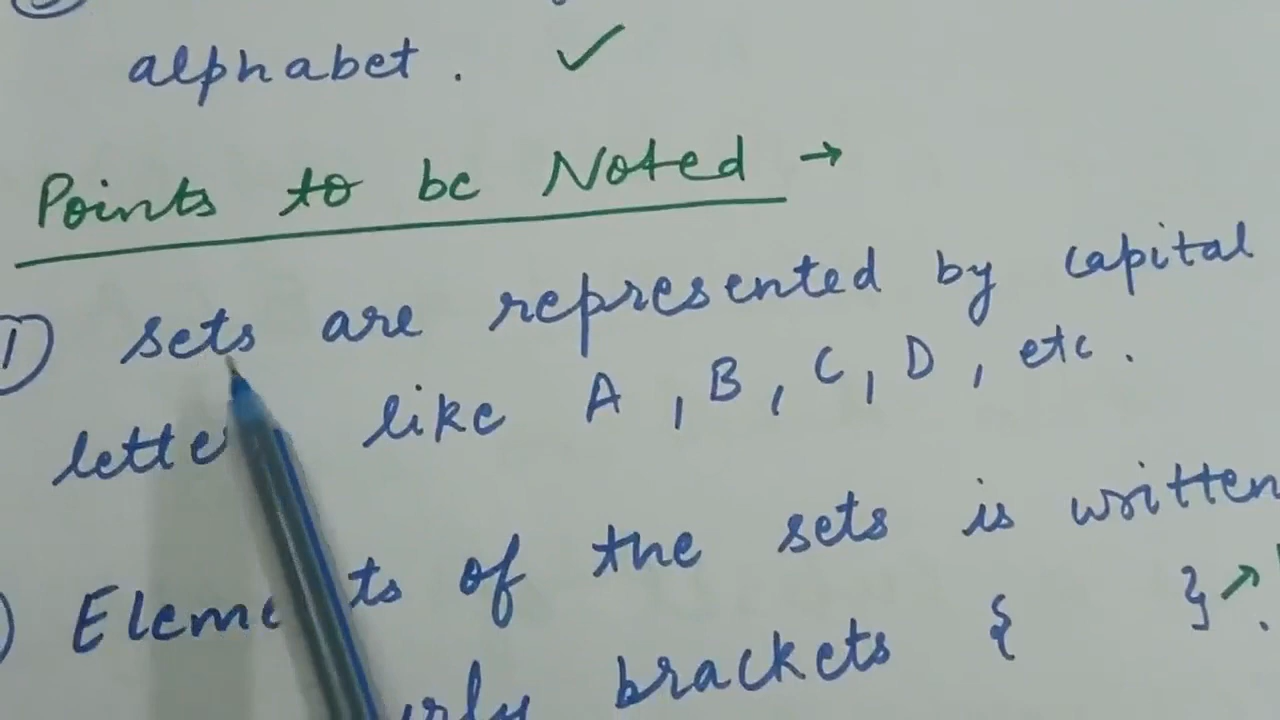 alphabet. ✓
Points to be Noted →
① sets are represented by capital
like A, B, C, D, etc.
of the sets is written
brackets { } ↗.